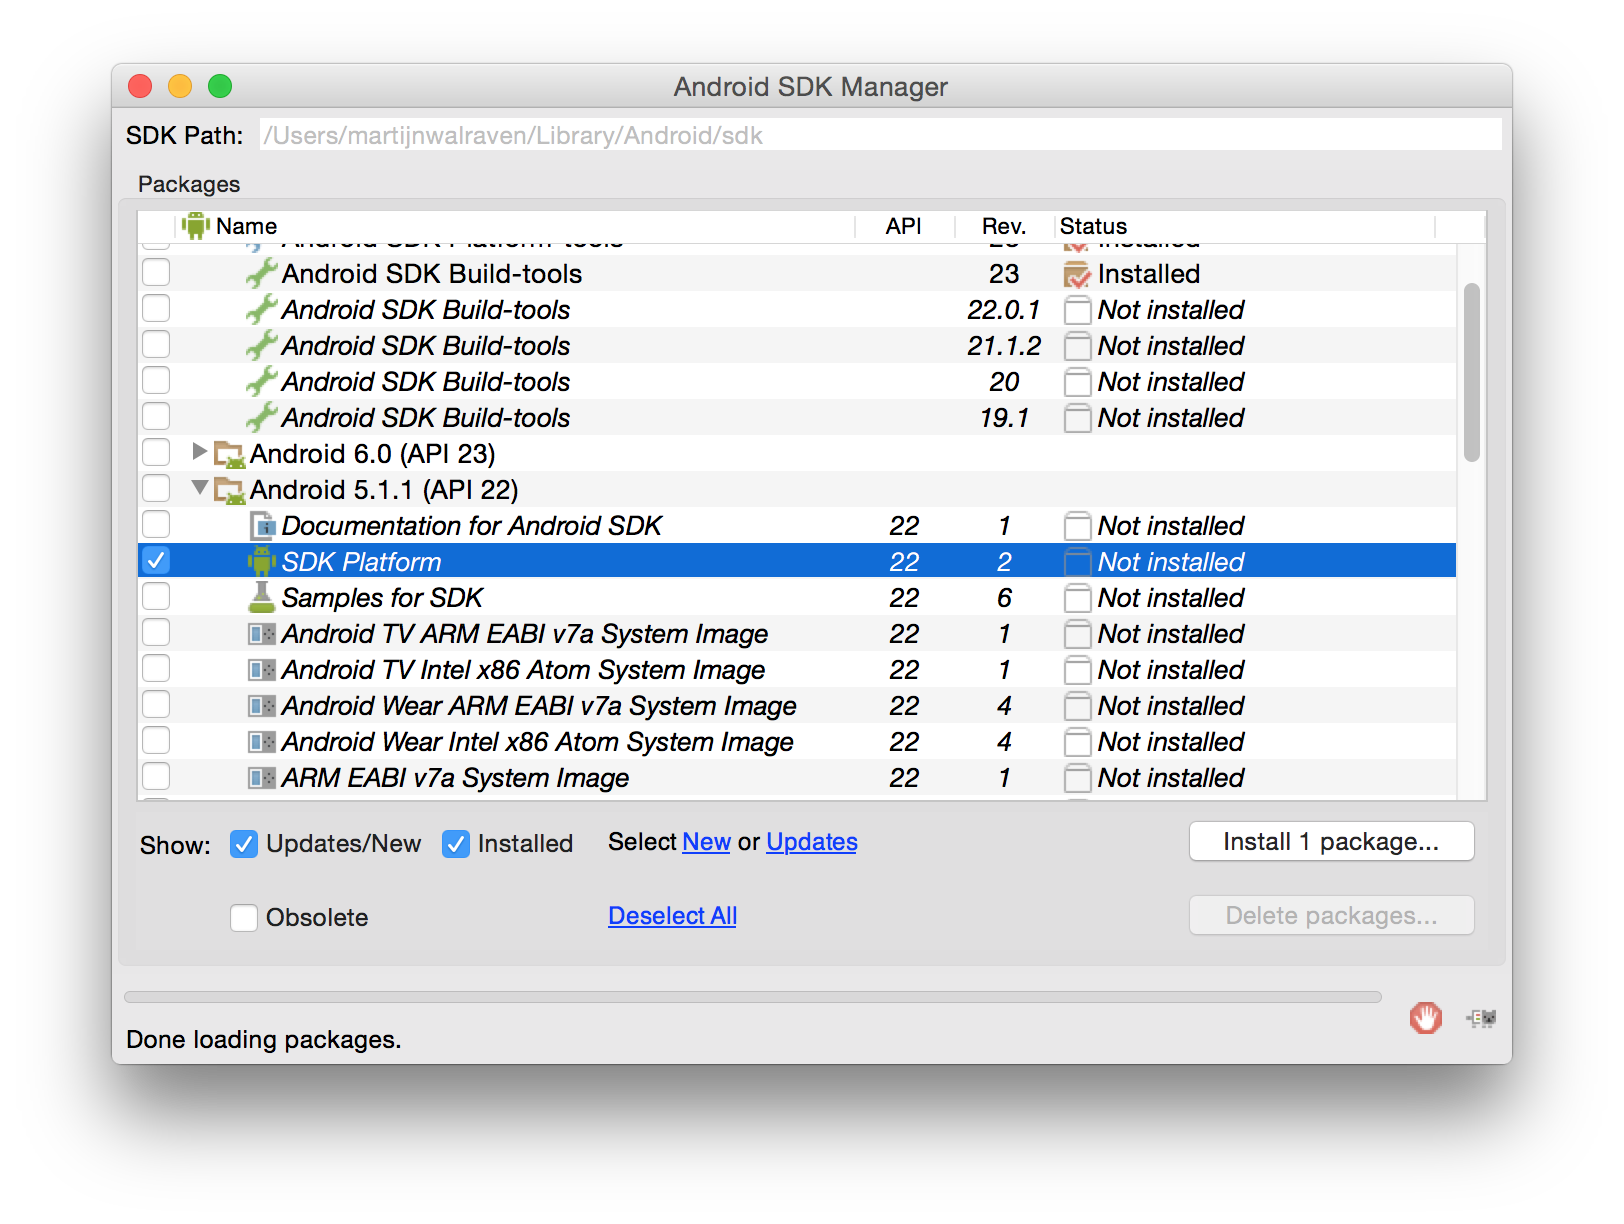 Android SDK Manager
SDK Path: /Users/martijnwalraven/Library/Android/sdk
Packages
Name API Rev. Status
Android SDK Platform-tools 23 Installed
Android SDK Build-tools 23 Installed
Android SDK Build-tools 22.0.1 Not installed
Android SDK Build-tools 21.1.2 Not installed
Android SDK Build-tools 20 Not installed
Android SDK Build-tools 19.1 Not installed
Android 6.0 (API 23)
Android 5.1.1 (API 22)
Documentation for Android SDK 22 1 Not installed
SDK Platform 22 2 Not installed
Samples for SDK 22 6 Not installed
Android TV ARM EABI v7a System Image 22 1 Not installed
Android TV Intel x86 Atom System Image 22 1 Not installed
Android Wear ARM EABI v7a System Image 22 4 Not installed
Android Wear Intel x86 Atom System Image 22 4 Not installed
ARM EABI v7a System Image 22 1 Not installed
Show: Updates/New Installed Select New or Updates Install 1 package...
Obsolete Deselect All Delete packages...
Done loading packages.